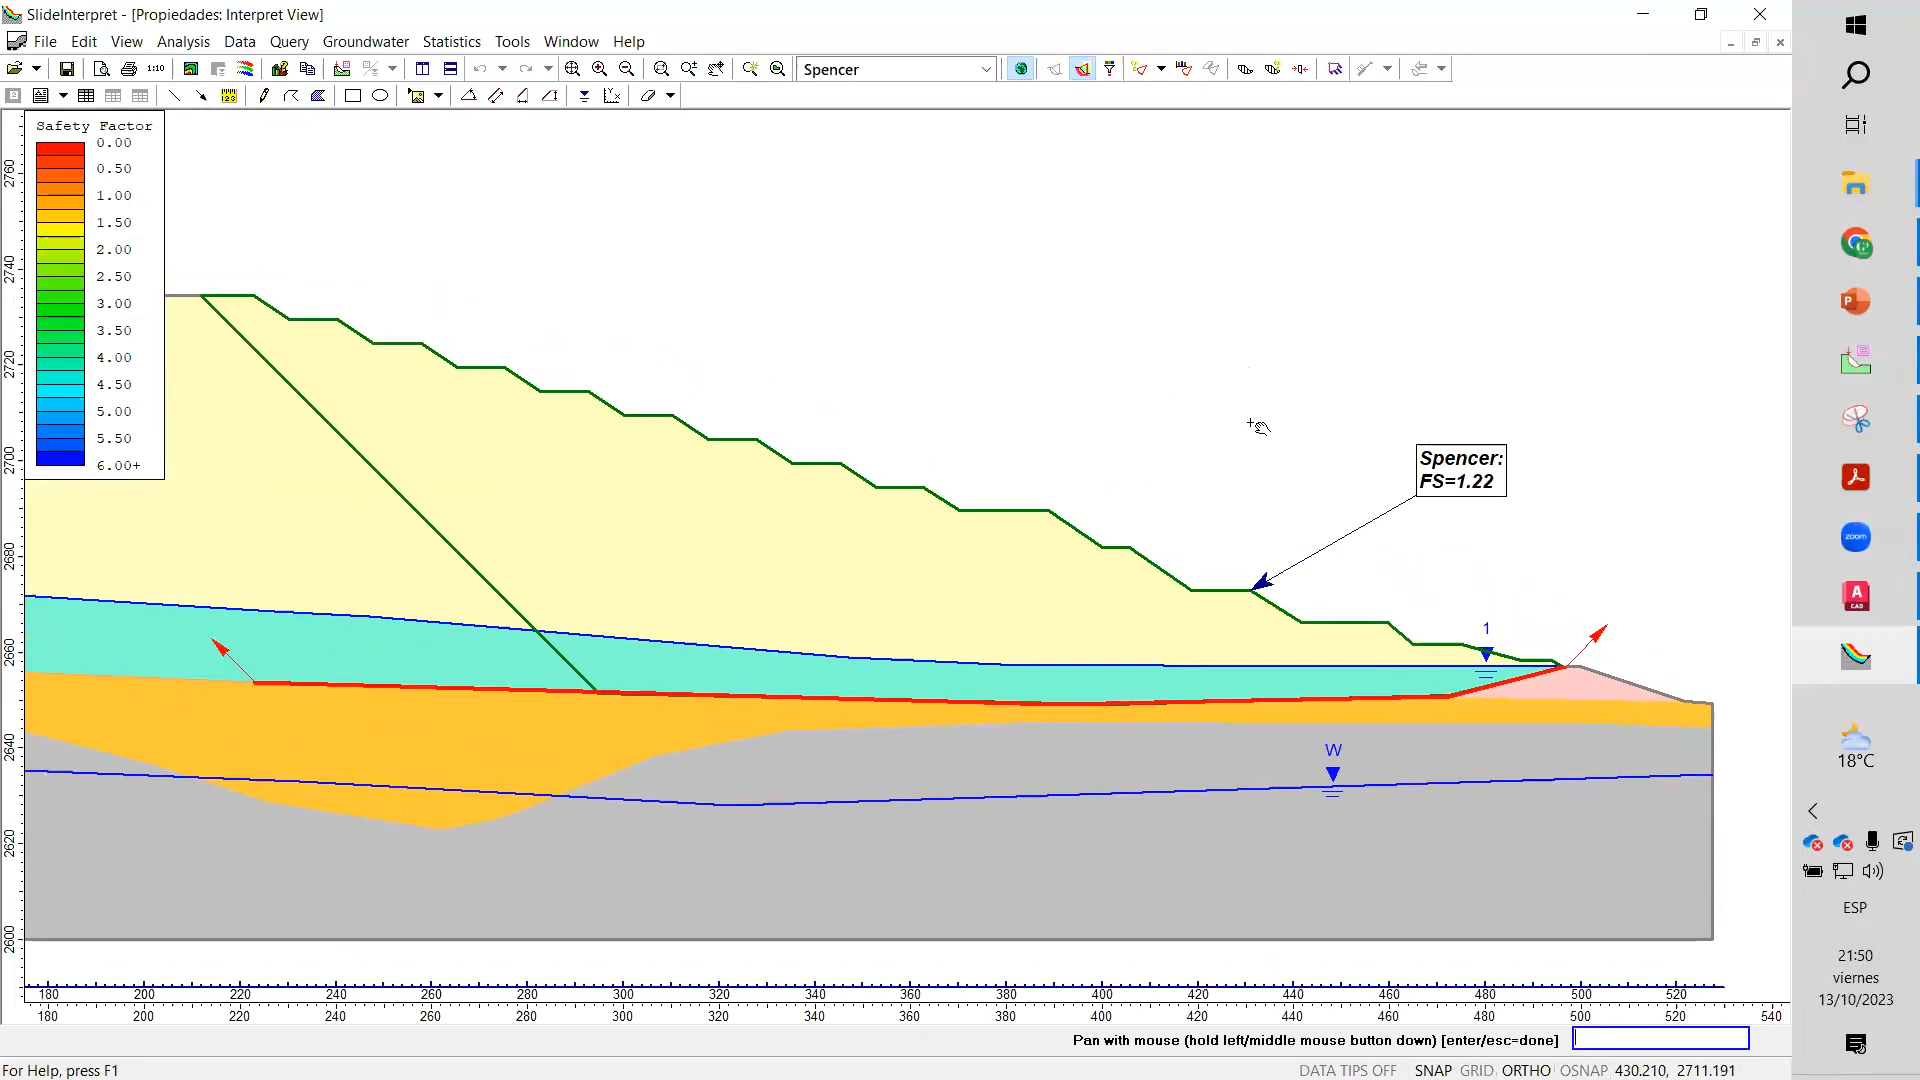 SlideInterpret - [Propiedades: Interpret View]
File Edit View Analysis Data Query Groundwater Statistics Tools Window Help
1:10 Spencer
Safety Factor
0.00
0.50
1.00
1.50
2.00
2.50
3.00
3.50
4.00
4.50
5.00
5.50
6.00+
2760
2740
2720
2700
2680
2660
2640
2620
2600
Spencer:
FS=1.22
1
W
180 200 220 240 260 280 300 320 340 360 380 400 420 440 460 480 500 520
180 200 220 240 260 280 300 320 340 360 380 400 420 440 460 480 500 520 540
Pan with mouse (hold left/middle mouse button down) [enter/esc=done]
For Help, press F1
DATA TIPS OFF SNAP GRID ORTHO OSNAP 430.210, 2711.191
P
zoom
A
CAD
18°C
ESP
21:50
viernes
13/10/2023